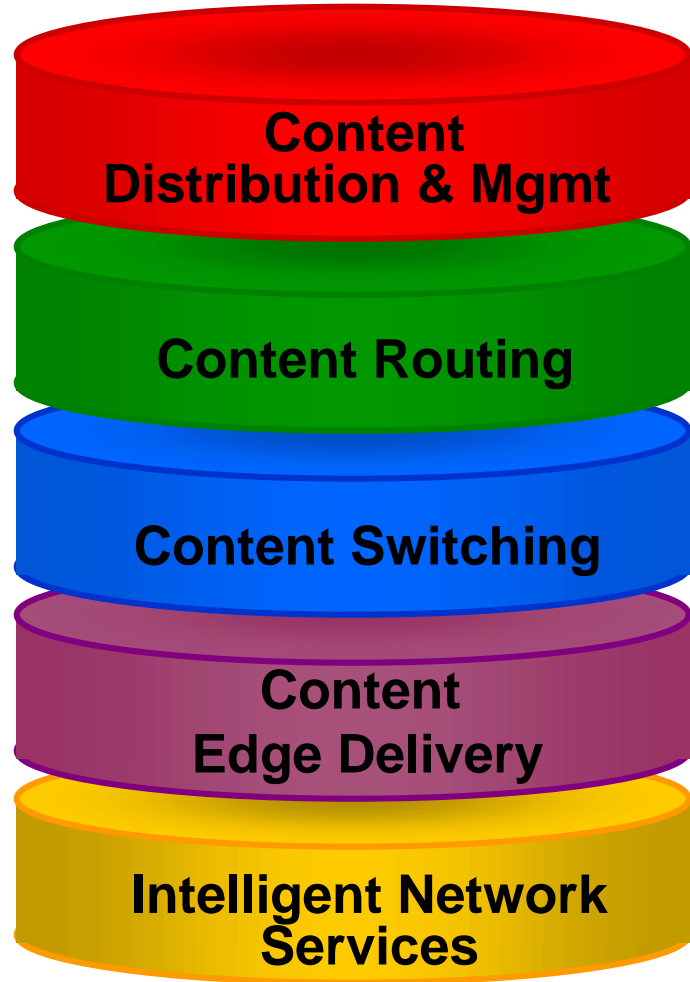 Content
Distribution & Mgmt
Content Routing
Content Switching
Content
Edge Delivery
Intelligent Network
Services